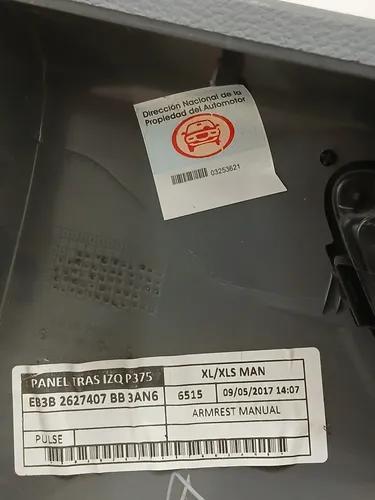 Dirección Nacional de la
Propiedad del Automotor
03253621
PANEL TRAS IZQ P375
XL/XLS MAN
EB3B 2627407 BB 3AN6
6515
09/05/2017 14:07
ARMREST MANUAL
PULSE